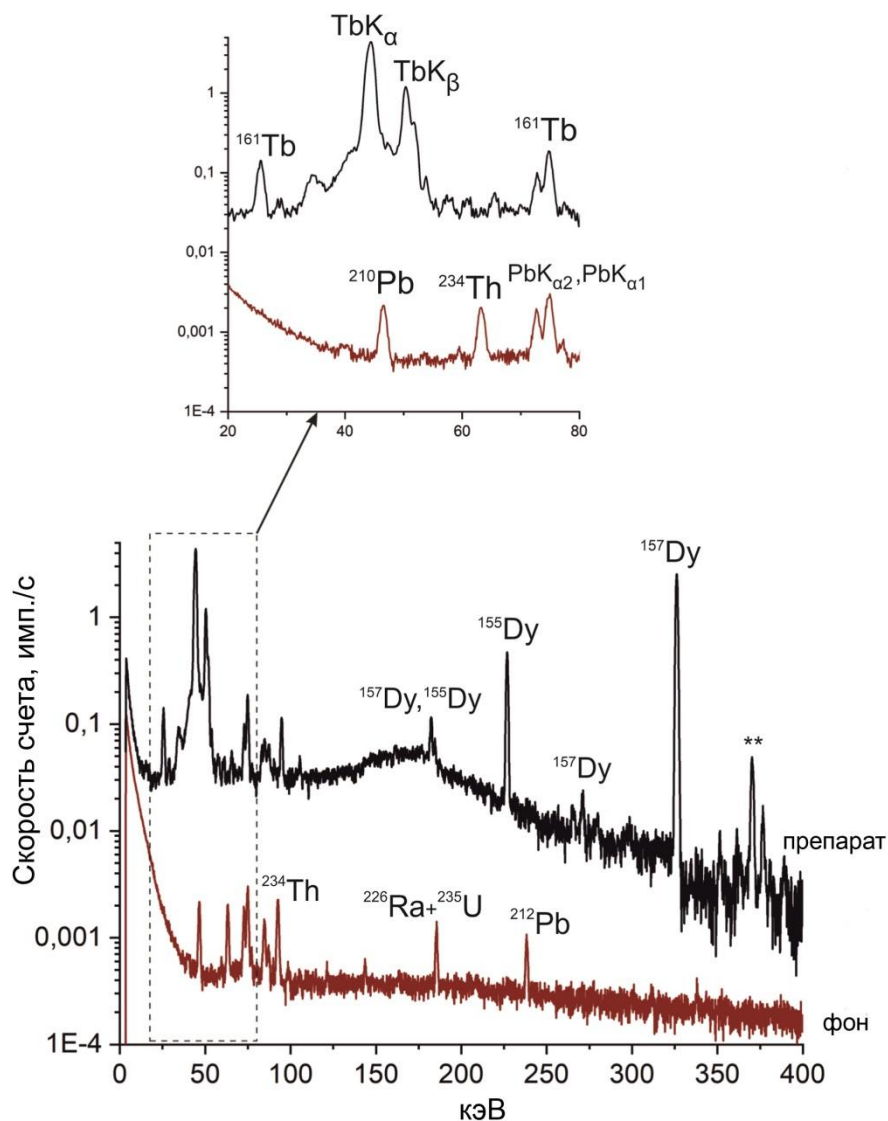 TbKα
TbKβ
1
¹⁶¹Tb
¹⁶¹Tb
0,1
0,01
²¹⁰Pb
²³⁴Th
PbKα2,PbKα1
0,001
1E-4
20
40
60
80
¹⁵⁷Dy
1
¹⁵⁵Dy
¹⁵⁷Dy,¹⁵⁵Dy
**
0,1
¹⁵⁷Dy
0,01
препарат
²³⁴Th
²²⁶Ra+²³⁵U
²¹²Pb
0,001
фон
1E-4
Скорость счета, имп./с
0
50
100
150
200
250
300
350
400
кэВ